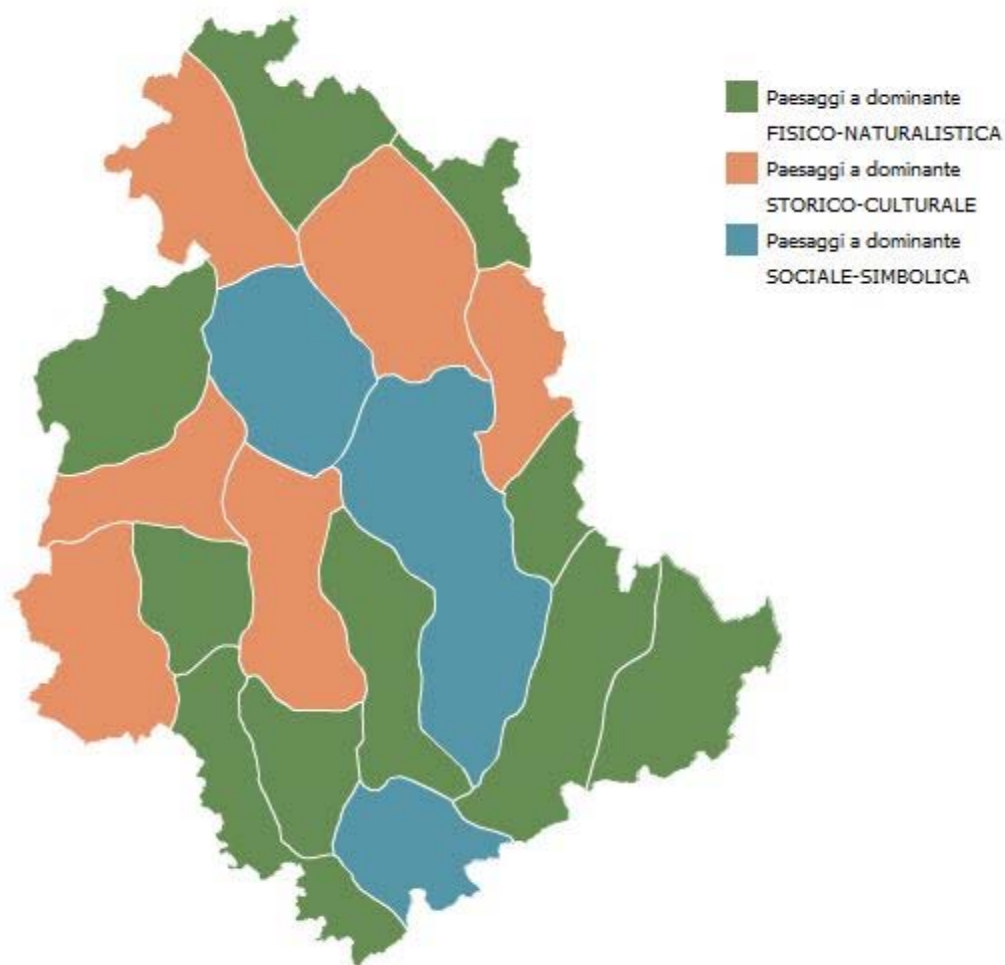 Paesaggi a dominante
FISICO-NATURALISTICA
Paesaggi a dominante
STORICO-CULTURALE
Paesaggi a dominante
SOCIALE-SIMBOLICA